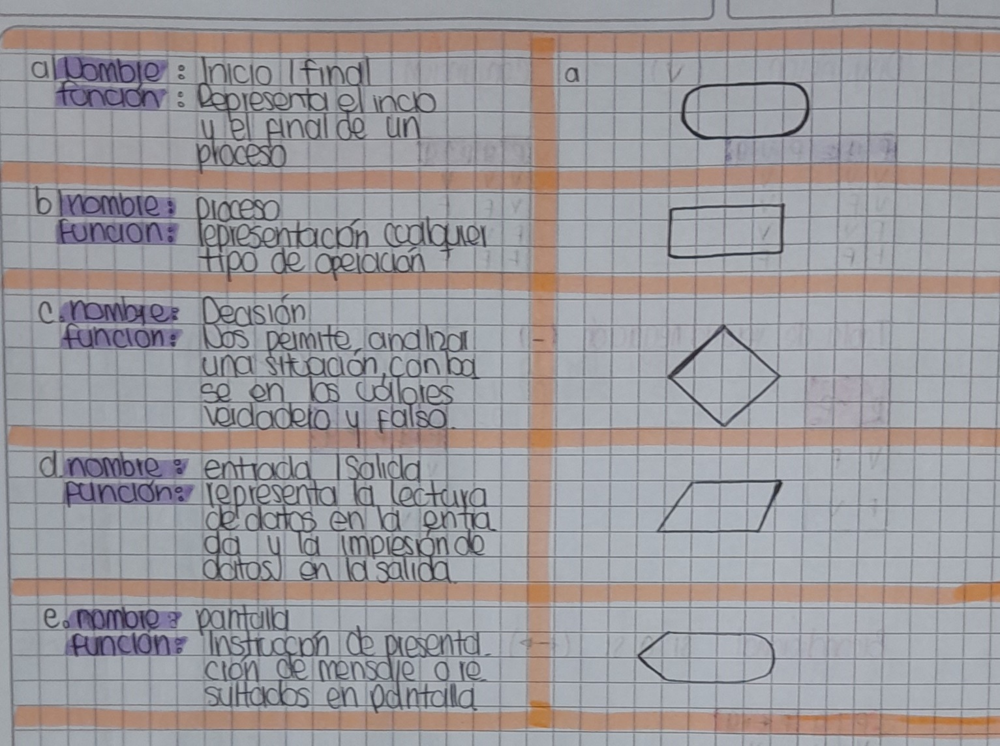 a| Nombre : Inicio / final
función : Representa el incio
y el final de un
proceso
a
b| nombre: proceso
Funcion: representación cualquier
tipo de operación
c. nombre: Decisión
funcion: Nos permite, analizar
una situación, con ba
se en los valores
verdadero y Falso.
d. nombre: entrada / Salida
función: representa la lectura
de datos en la entra
da y la impresión de
datos en la salida.
e. nombre: pantalla
función: Instrucción de presenta-
ción de mensaje o re
sultados en pantalla